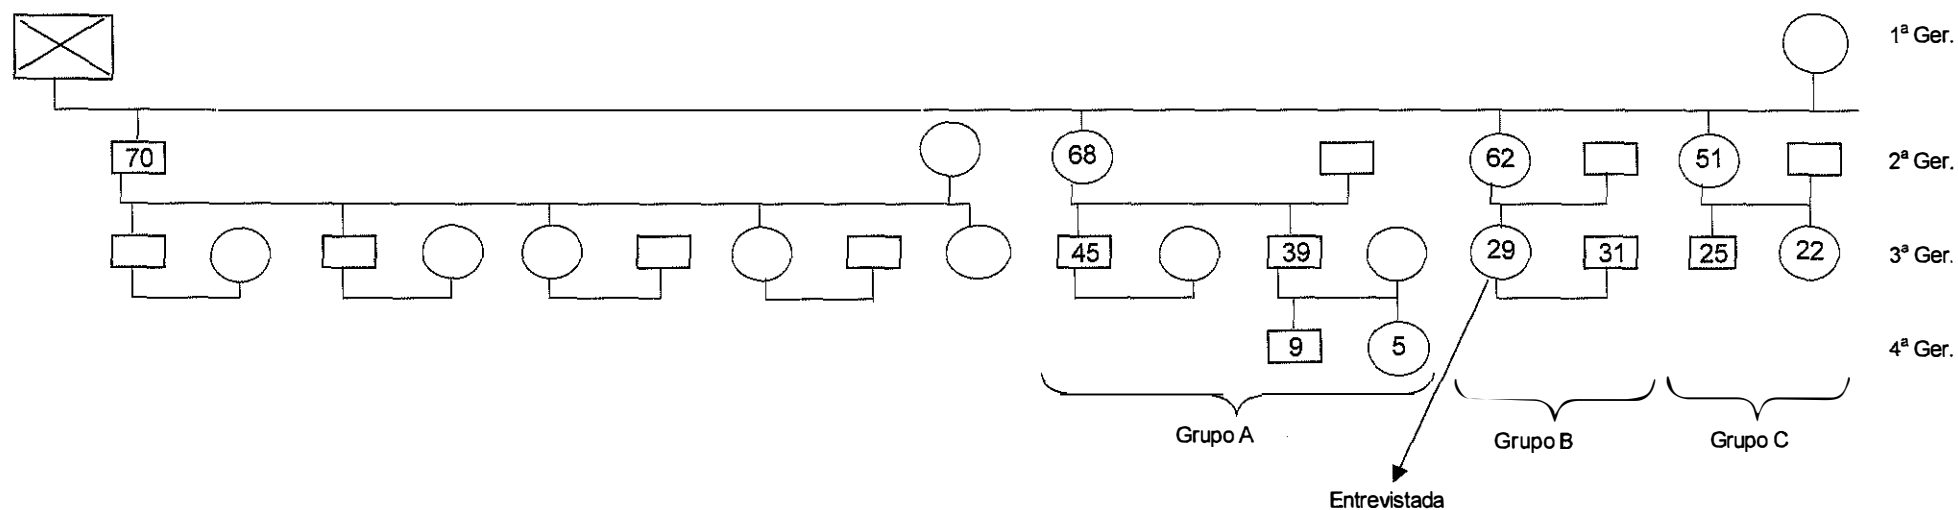 1ª Ger.
70
68
62
51
2ª Ger.
45
39
29
31
25
22
3ª Ger.
9
5
4ª Ger.
Grupo A
Grupo B
Grupo C
Entrevistada